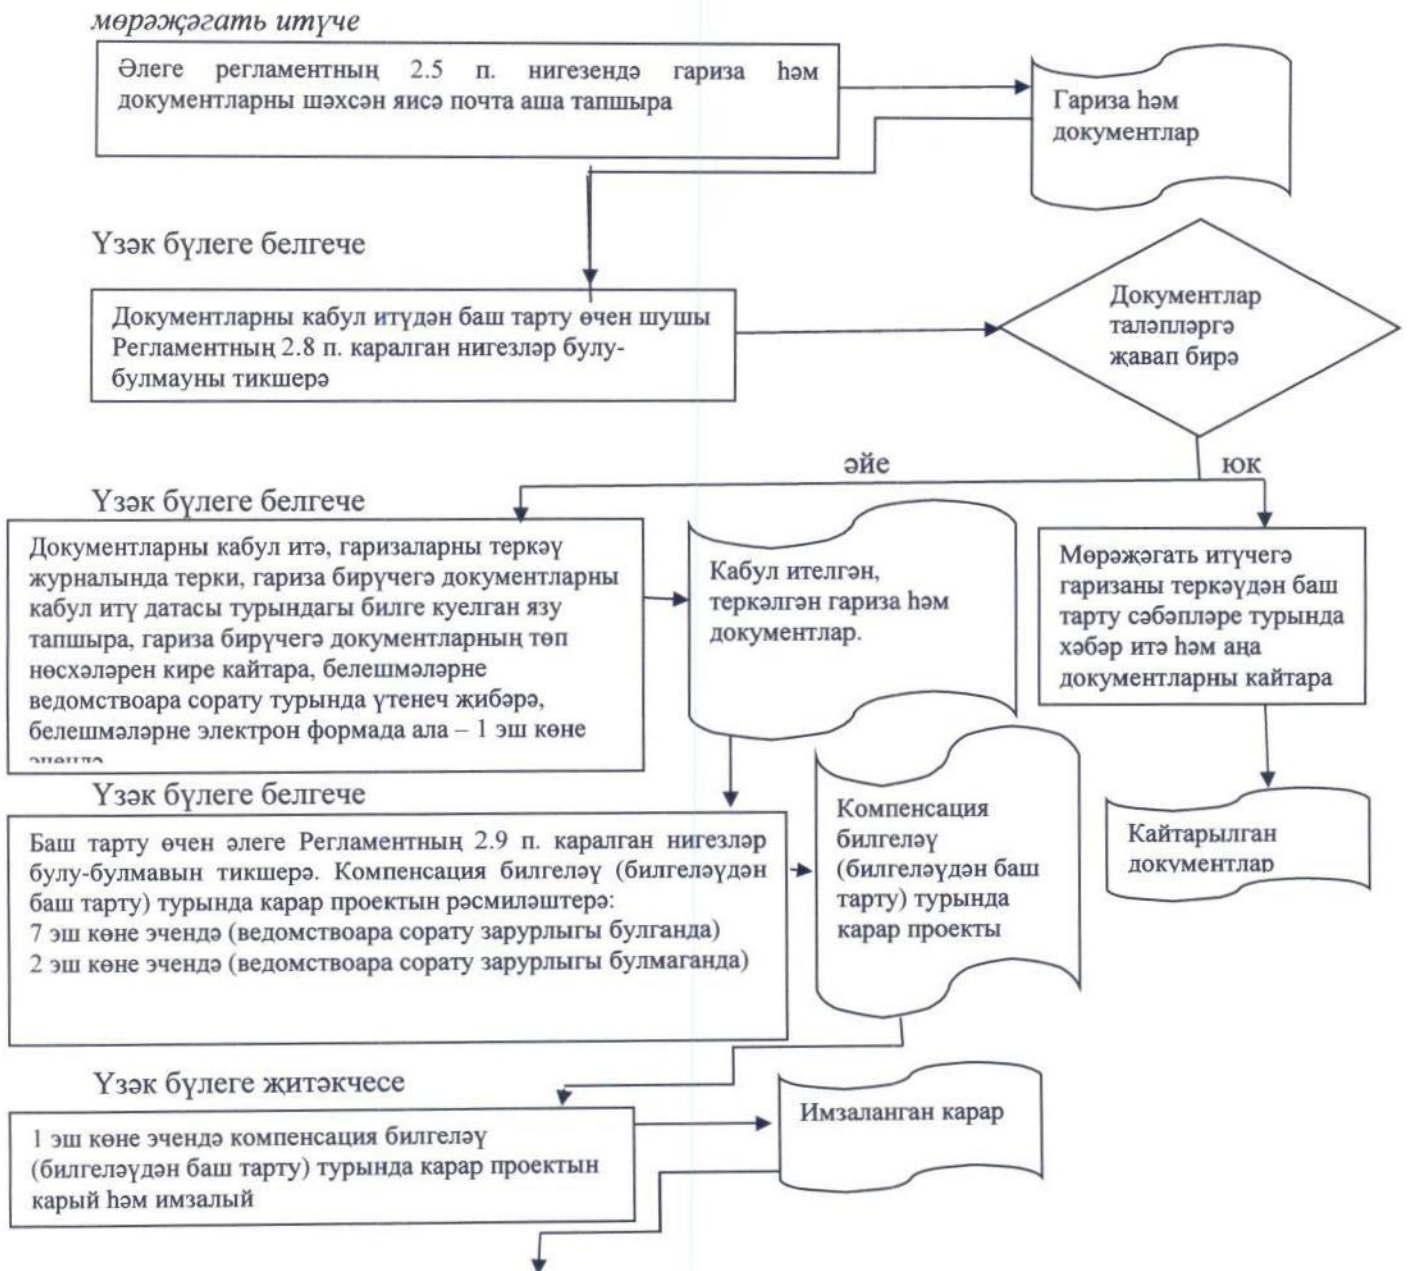 мөрәҗәгать итүче
Әлеге регламентның 2.5 п. нигезендә гариза һәм
документларны шәхсән яисә почта аша тапшыра
Гариза һәм
документлар
Үзәк бүлеге белгече
Документларны кабул итүдән баш тарту өчен шушы
Регламентның 2.8 п. каралган нигезләр булу-
булмауны тикшерә
Документлар
таләпләргә
җавап бирә
әйе
юк
Үзәк бүлеге белгече
Документларны кабул итә, гаризаларны теркәү
журналында терки, гариза бирүчегә документларны
кабул итү датасы турындагы билге куелган язу
тапшыра, гариза бирүчегә документларның төп
нөсхәләрен кире кайтара, белешмәләрне
ведомствоара сорату турында үтенеч җибәрә,
белешмәләрне электрон формада ала – 1 эш көне
эчендә
Кабул ителгән,
теркәлгән гариза һәм
документлар.
Мөрәҗәгать итүчегә
гаризаны теркәүдән баш
тарту сәбәпләре турында
хәбәр итә һәм аңа
документларны кайтара
Кайтарылган
документлар
Үзәк бүлеге белгече
Баш тарту өчен әлеге Регламентның 2.9 п. каралган нигезләр
булу-булмавын тикшерә. Компенсация билгеләү (билгеләүдән
баш тарту) турында карар проектын рәсмиләштерә:
7 эш көне эчендә (ведомствоара сорату зарурлыгы булганда)
2 эш көне эчендә (ведомствоара сорату зарурлыгы булмаганда)
Компенсация
билгеләү
(билгеләүдән баш
тарту) турында
карар проекты
Үзәк бүлеге җитәкчесе
1 эш көне эчендә компенсация билгеләү
(билгеләүдән баш тарту) турында карар проектын
карый һәм имзалый
Имзаланган карар